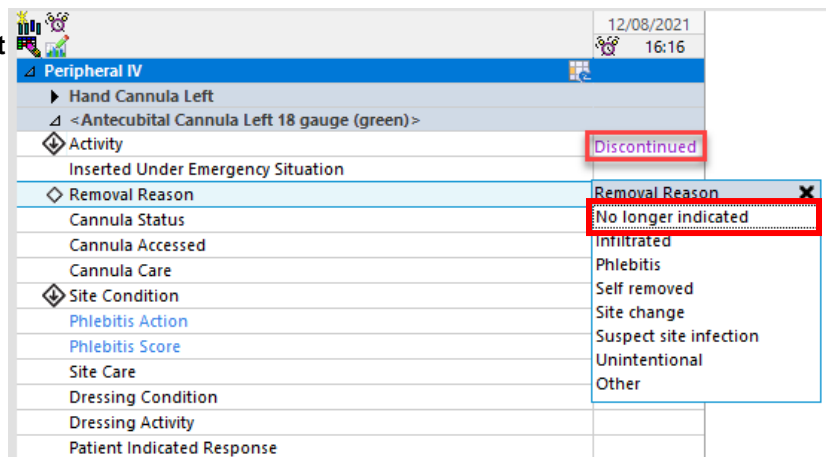 12/08/2021
t
16:16
Peripheral IV
Hand Cannula Left
<Antecubital Cannula Left 18 gauge (green)>
Activity
Discontinued
Inserted Under Emergency Situation
Removal Reason
Removal Reason
Cannula Status
No longer indicated
Cannula Accessed
Infiltrated
Cannula Care
Phlebitis
Site Condition
Self removed
Phlebitis Action
Site change
Phlebitis Score
Suspect site infection
Site Care
Unintentional
Dressing Condition
Other
Dressing Activity
Patient Indicated Response